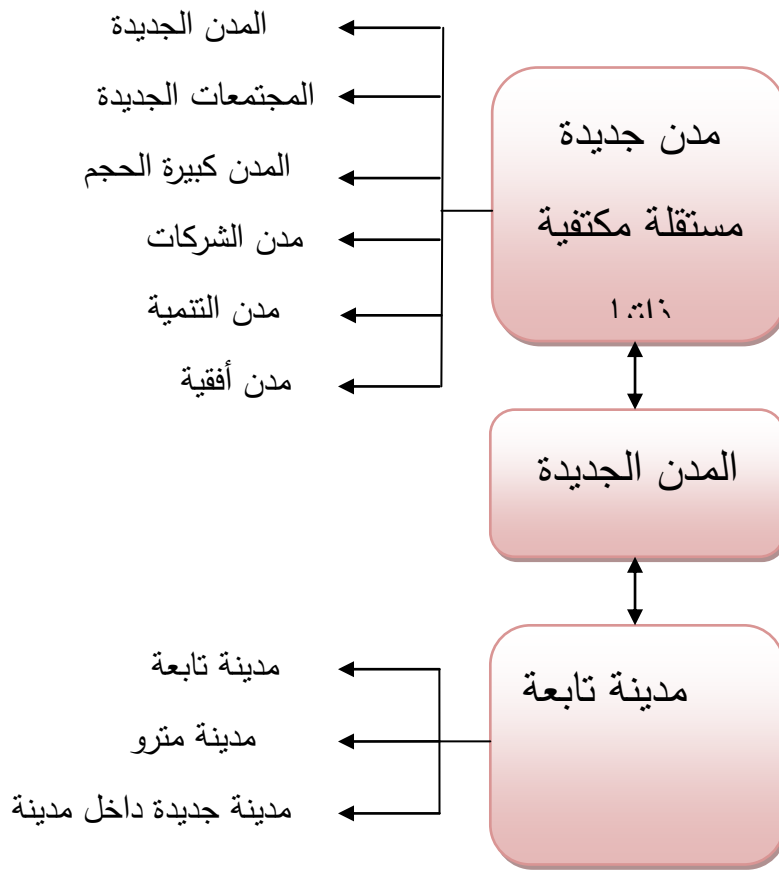 مدن جديدة
مستقلة مكتفية
ذاتيا
المدن الجديدة
المجتمعات الجديدة
المدن كبيرة الحجم
مدن الشركات
مدن التنمية
مدن أفقية
المدن الجديدة
مدينة تابعة
مدينة تابعة
مدينة مترو
مدينة جديدة داخل مدينة